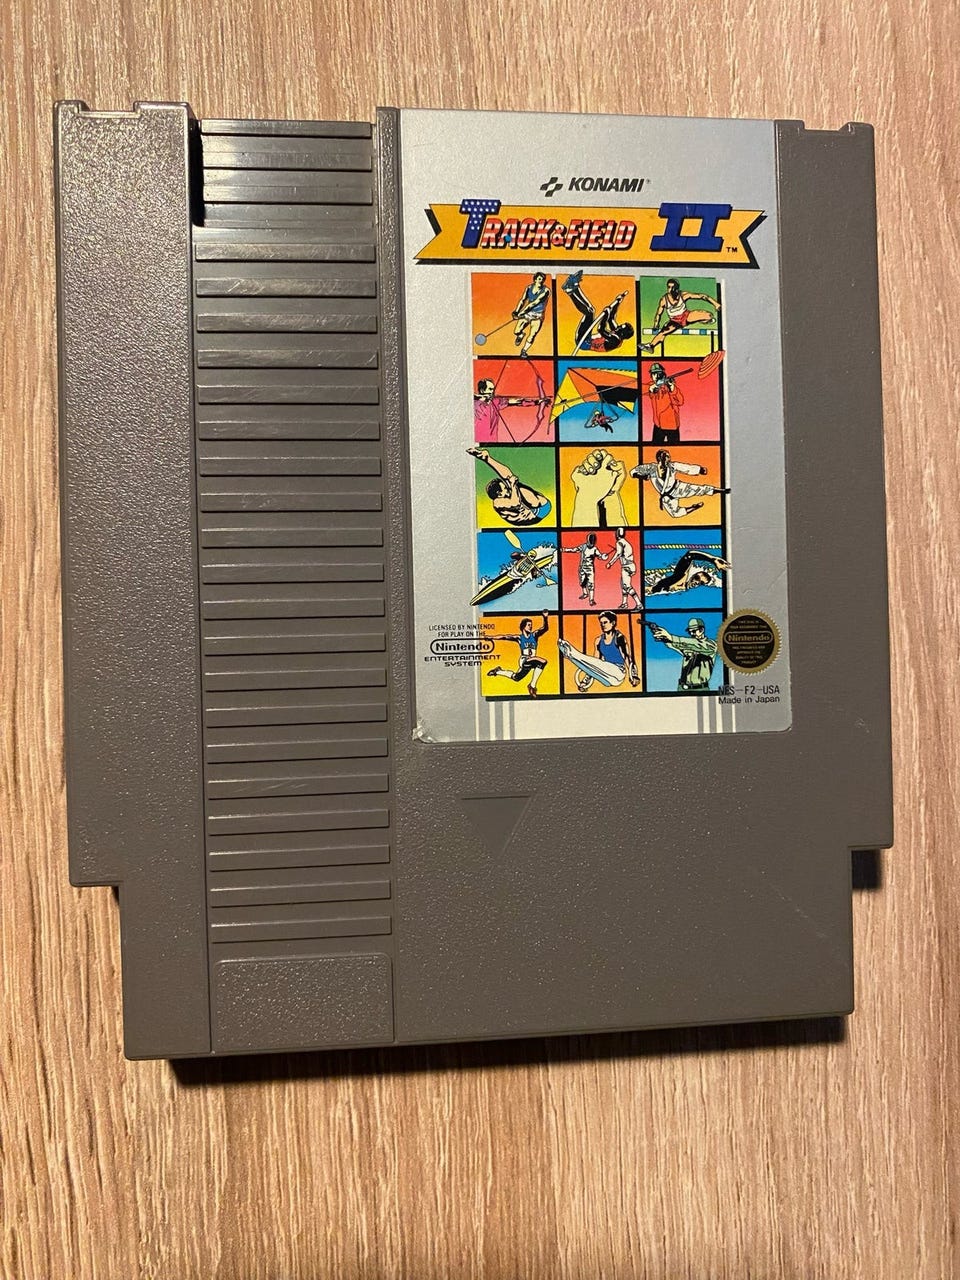 KONAMI®
TRACK & FIELD II™
LICENSED BY NINTENDO
FOR PLAY ON THE
Nintendo
ENTERTAINMENT
SYSTEM
Nintendo
NES-F2-USA
Made in Japan